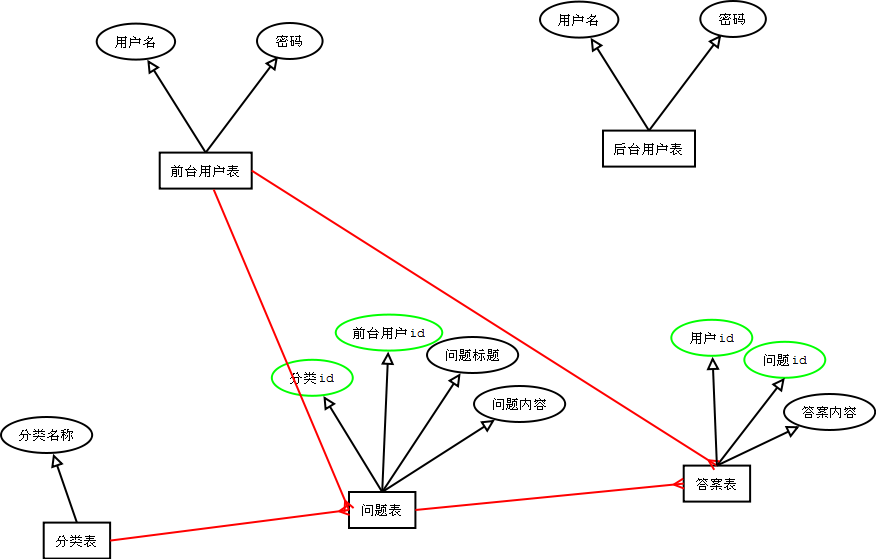 用户名
密码
用户名
密码
前台用户表
后台用户表
前台用户id
问题标题
分类id
问题内容
用户id
问题id
答案内容
分类名称
答案表
问题表
分类表